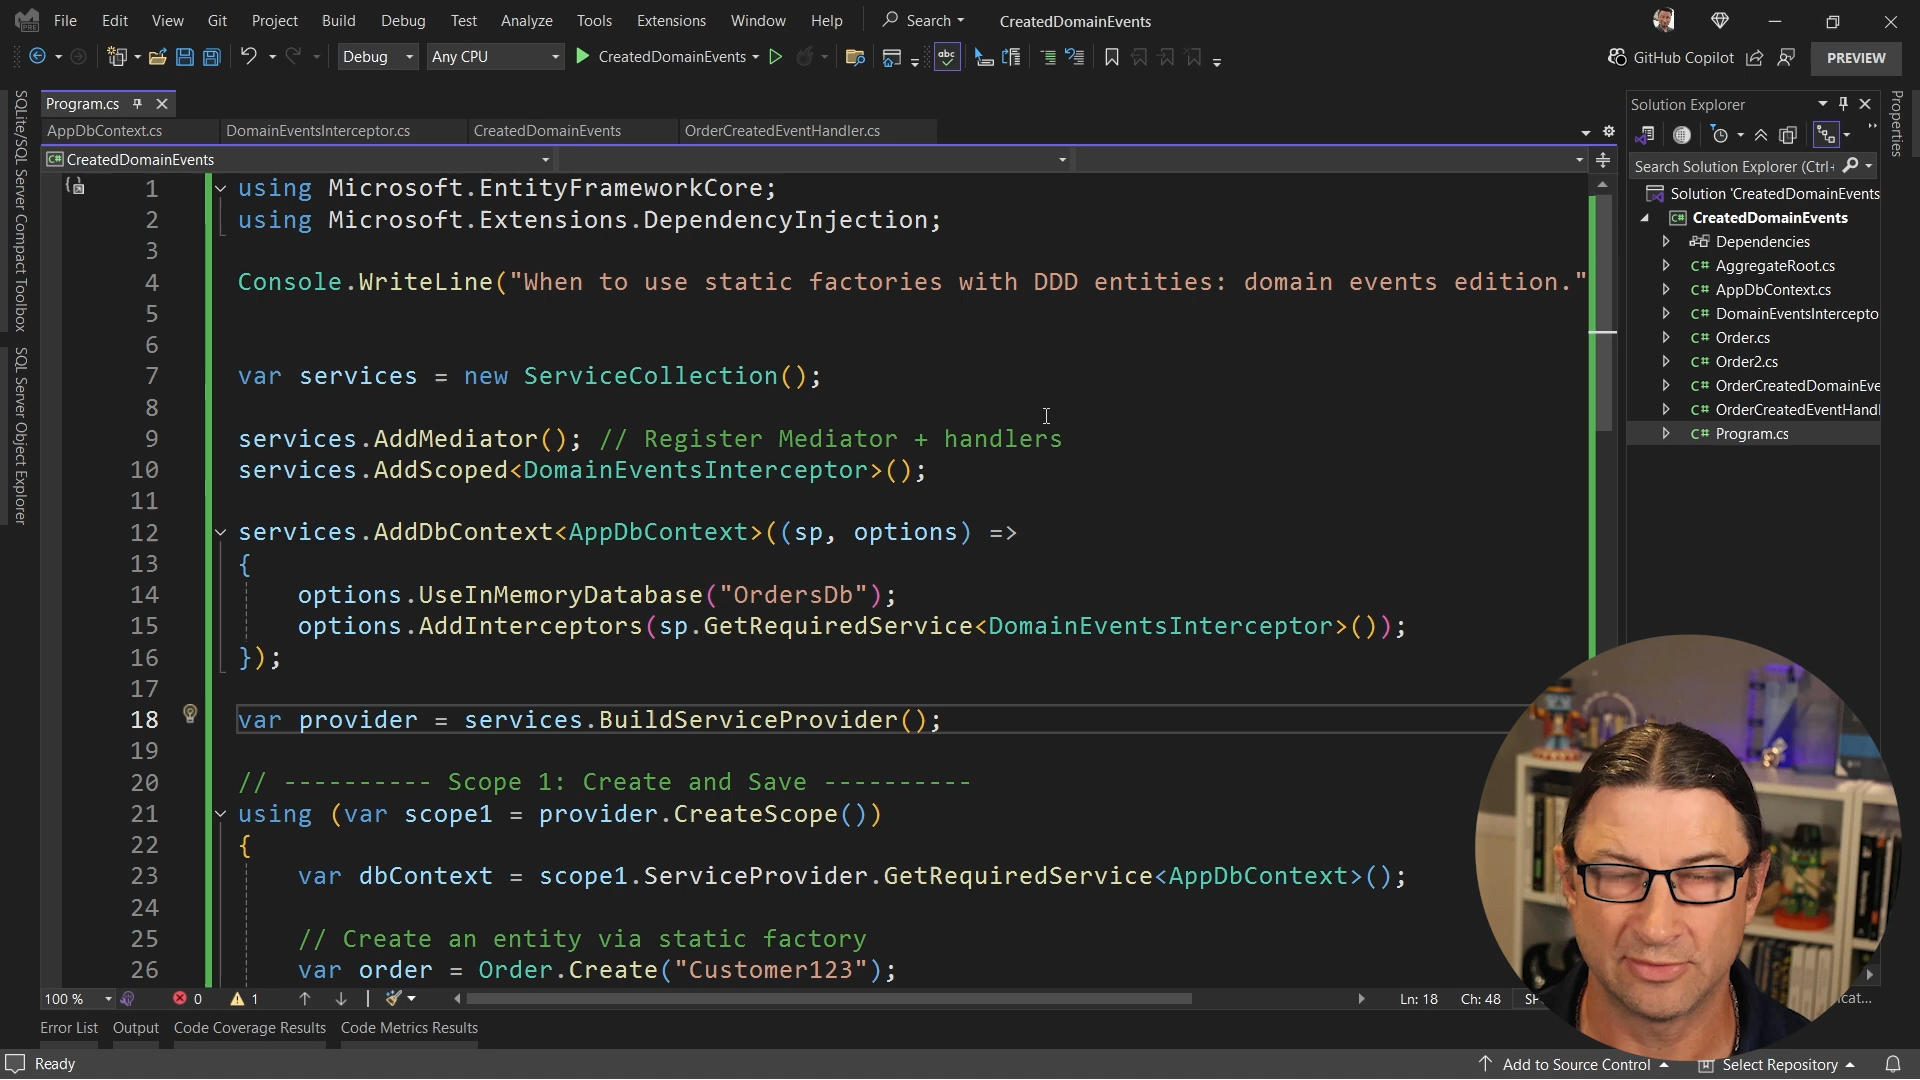 File Edit View Git Project Build Debug Test Analyze Tools Extensions Window Help Search CreatedDomainEvents
Debug Any CPU CreatedDomainEvents GitHub Copilot PREVIEW
Program.cs
AppDbContext.cs DomainEventsInterceptor.cs CreatedDomainEvents OrderCreatedEventHandler.cs
CreatedDomainEvents
SQLite/SQL Server Compact Toolbox
SQL Server Object Explorer
1 using Microsoft.EntityFrameworkCore;
2 using Microsoft.Extensions.DependencyInjection;
3
4 Console.WriteLine("When to use static factories with DDD entities: domain events edition."
5
6
7 var services = new ServiceCollection();
8
9 services.AddMediator(); // Register Mediator + handlers
10 services.AddScoped<DomainEventsInterceptor>();
11
12 services.AddDbContext<AppDbContext>((sp, options) =>
13 {
14 options.UseInMemoryDatabase("OrdersDb");
15 options.AddInterceptors(sp.GetRequiredService<DomainEventsInterceptor>());
16 });
17
18 var provider = services.BuildServiceProvider();
19
20 // ---------- Scope 1: Create and Save ----------
21 using (var scope1 = provider.CreateScope())
22 {
23 var dbContext = scope1.ServiceProvider.GetRequiredService<AppDbContext>();
24
25 // Create an entity via static factory
26 var order = Order.Create("Customer123");
Solution Explorer
Search Solution Explorer (Ctrl+
Solution 'CreatedDomainEvents
C# CreatedDomainEvents
Dependencies
C# AggregateRoot.cs
C# AppDbContext.cs
C# DomainEventsIntercepto
C# Order.cs
C# Order2.cs
C# OrderCreatedDomainEve
C# OrderCreatedEventHandl
C# Program.cs
Properties
100 % 0 1 Ln: 18 Ch: 48
Error List Output Code Coverage Results Code Metrics Results
Ready Add to Source Control Select Repository